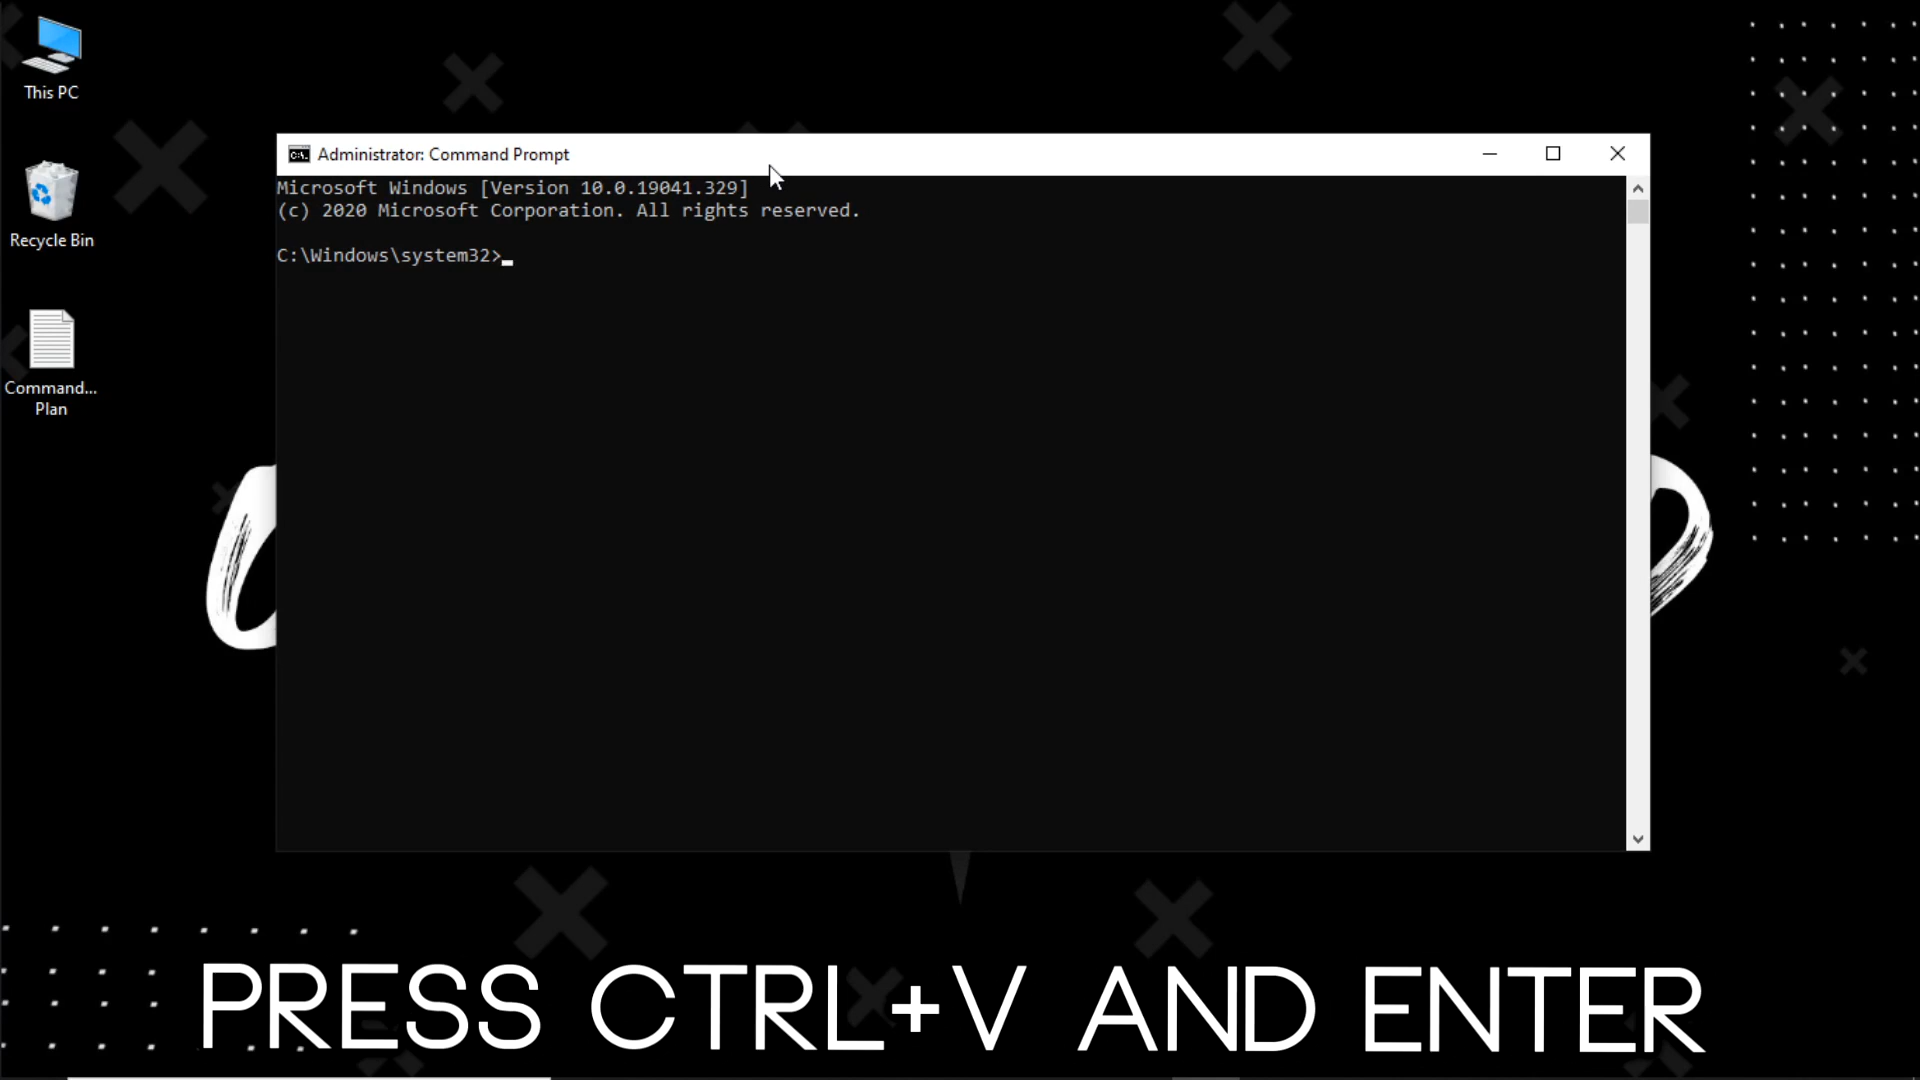 This PC
Recycle Bin
Command...
Plan
Administrator: Command Prompt
Microsoft Windows [Version 10.0.19041.329]
(c) 2020 Microsoft Corporation. All rights reserved.
C:\Windows\system32>
PRESS CTRL+V AND ENTER